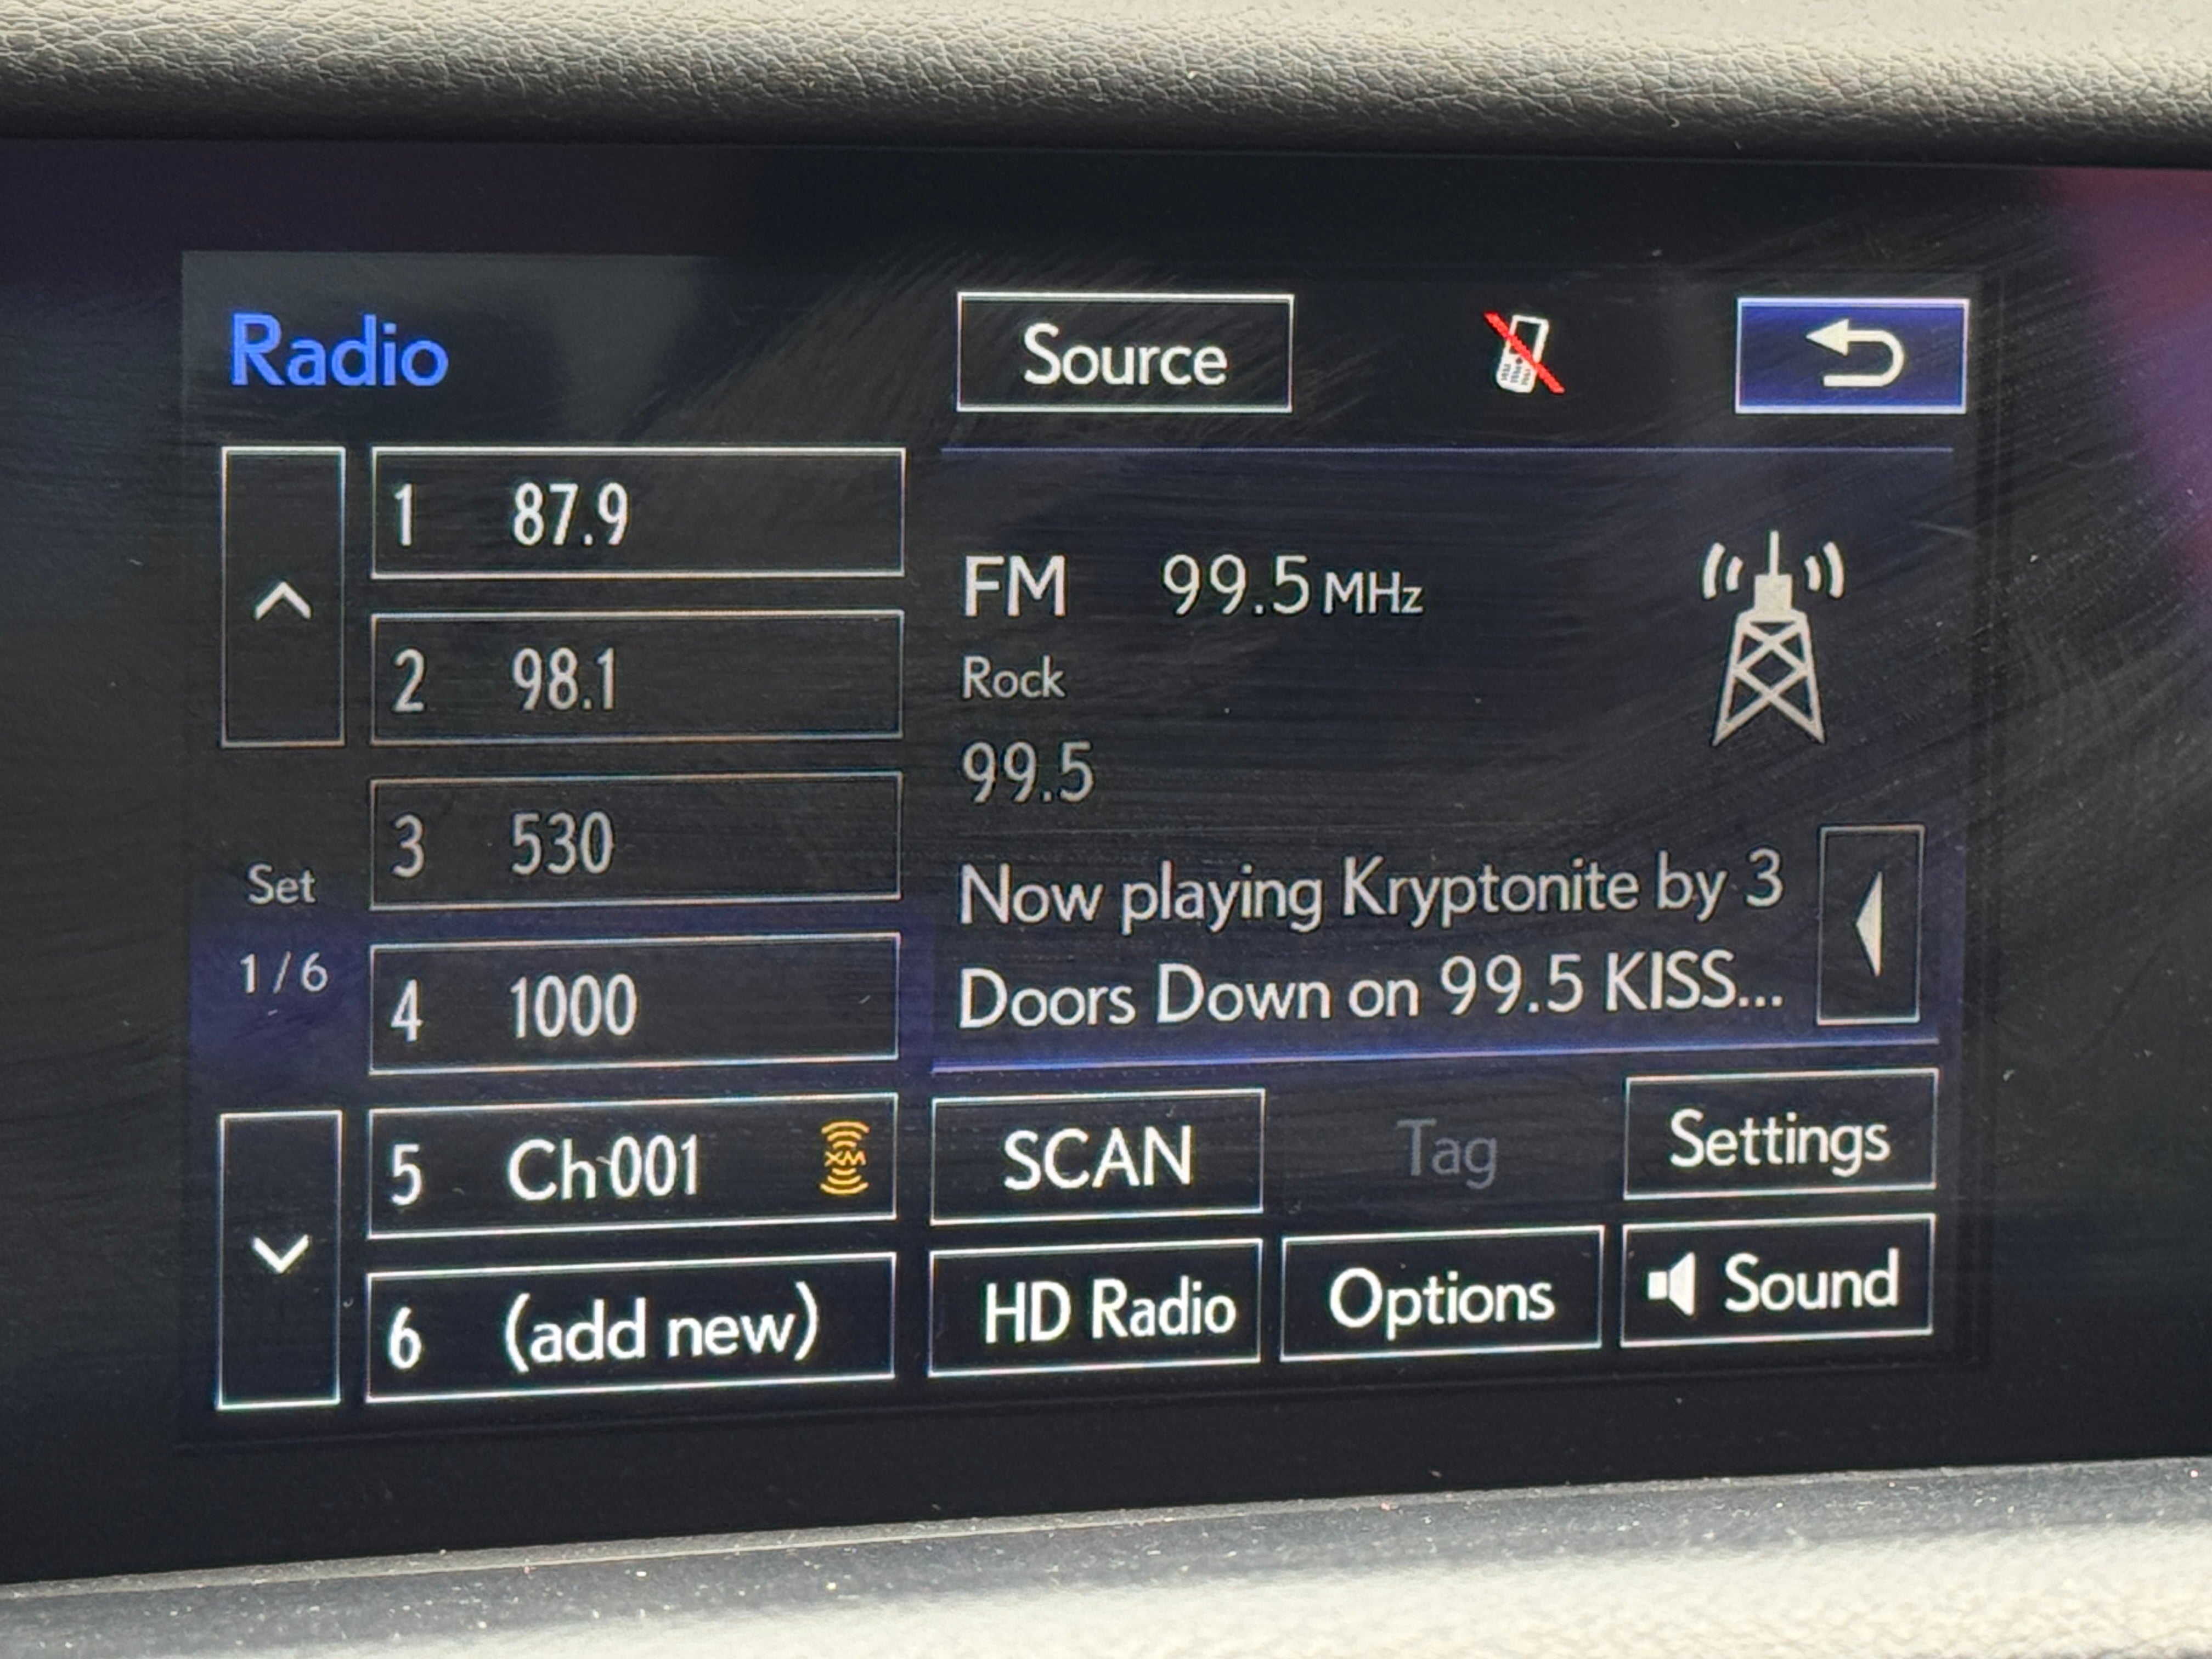 Radio
Source
1 87.9
2 98.1
3 530
4 1000
5 Ch001 XM
6 (add new)
Set
1/6
FM 99.5 MHz
Rock
99.5
Now playing Kryptonite by 3
Doors Down on 99.5 KISS...
SCAN
Tag
Settings
HD Radio
Options
Sound